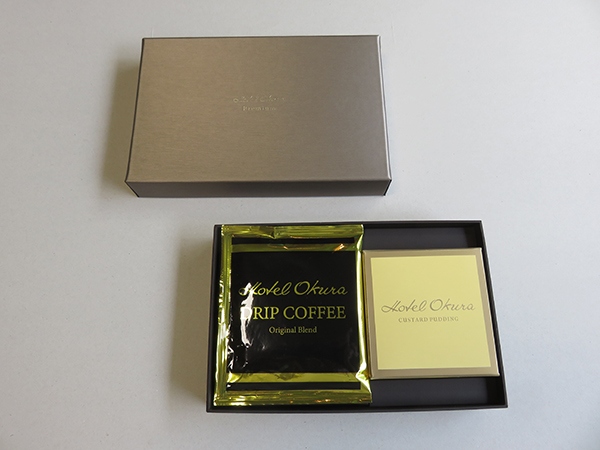 Hotel Okura
DRIP COFFEE
Original Blend
Hotel Okura
CUSTARD PUDDING